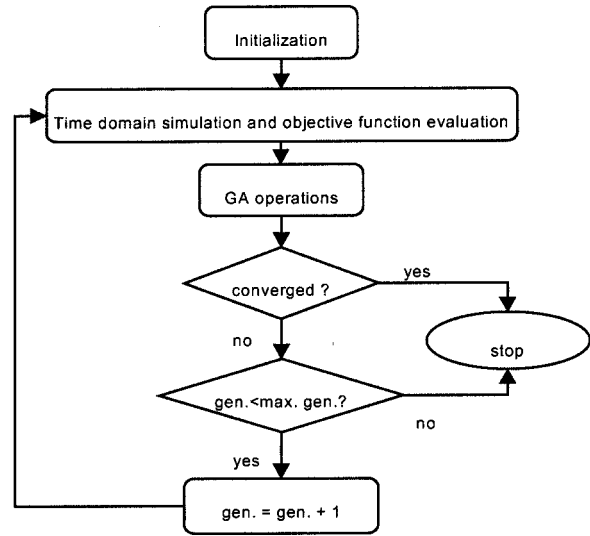 Initialization
Time domain simulation and objective function evaluation
GA operations
converged ?
yes
no
stop
gen.<max. gen.?
no
yes
gen. = gen. + 1